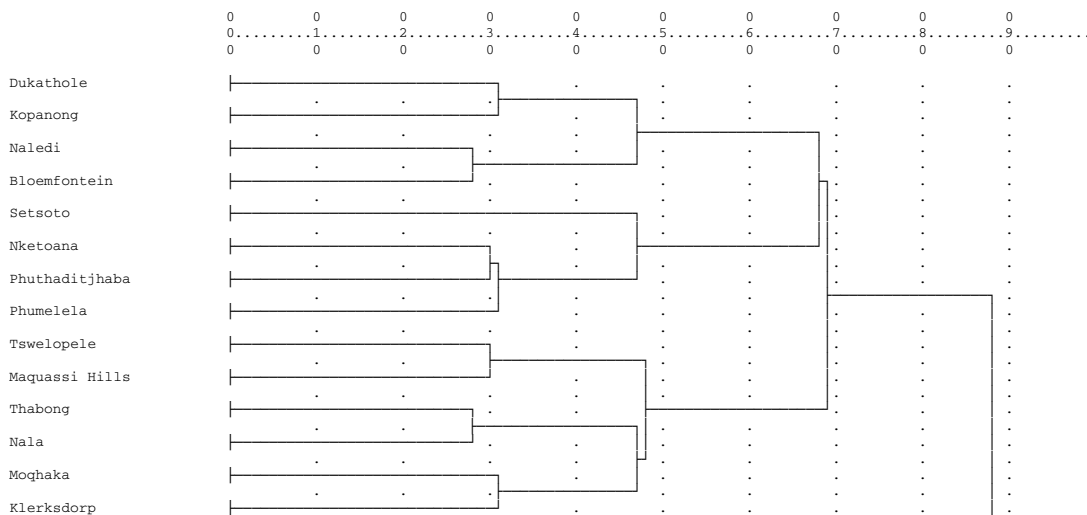 0 0 0 0 0 0 0 0 0 0
0.........1.........2.........3.........4.........5.........6.........7.........8.........9.........
0 0 0 0 0 0 0 0 0 0
Dukathole
Kopanong
Naledi
Bloemfontein
Setsoto
Nketoana
Phuthaditjhaba
Phumelela
Tswelopele
Maquassi Hills
Thabong
Nala
Moqhaka
Klerksdorp